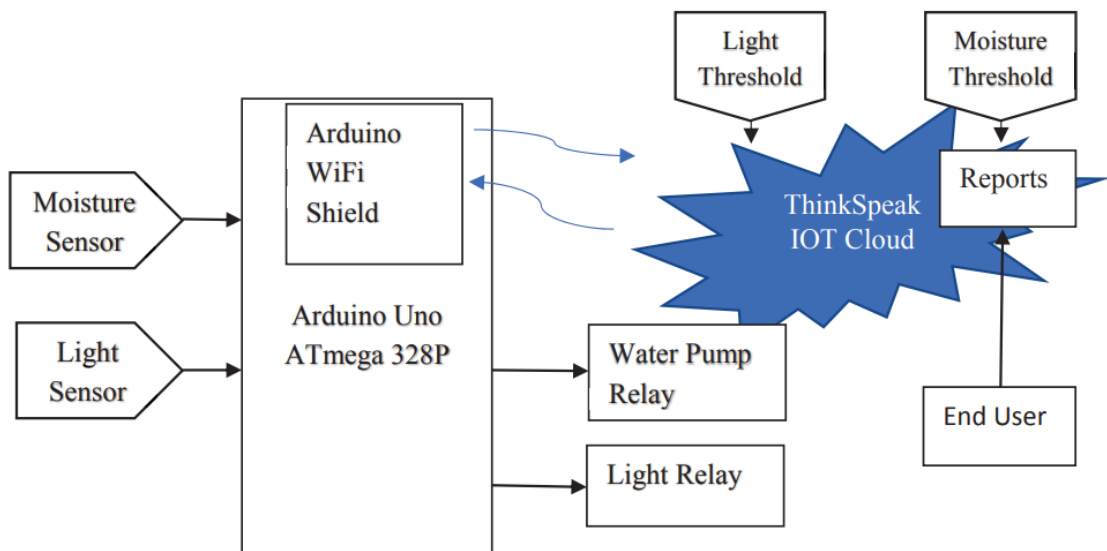 Light
Threshold
Moisture
Threshold
Arduino
WiFi
Shield
Moisture
Sensor
ThinkSpeak
IOT Cloud
Reports
Arduino Uno
ATmega 328P
Light
Sensor
Water Pump
Relay
End User
Light Relay